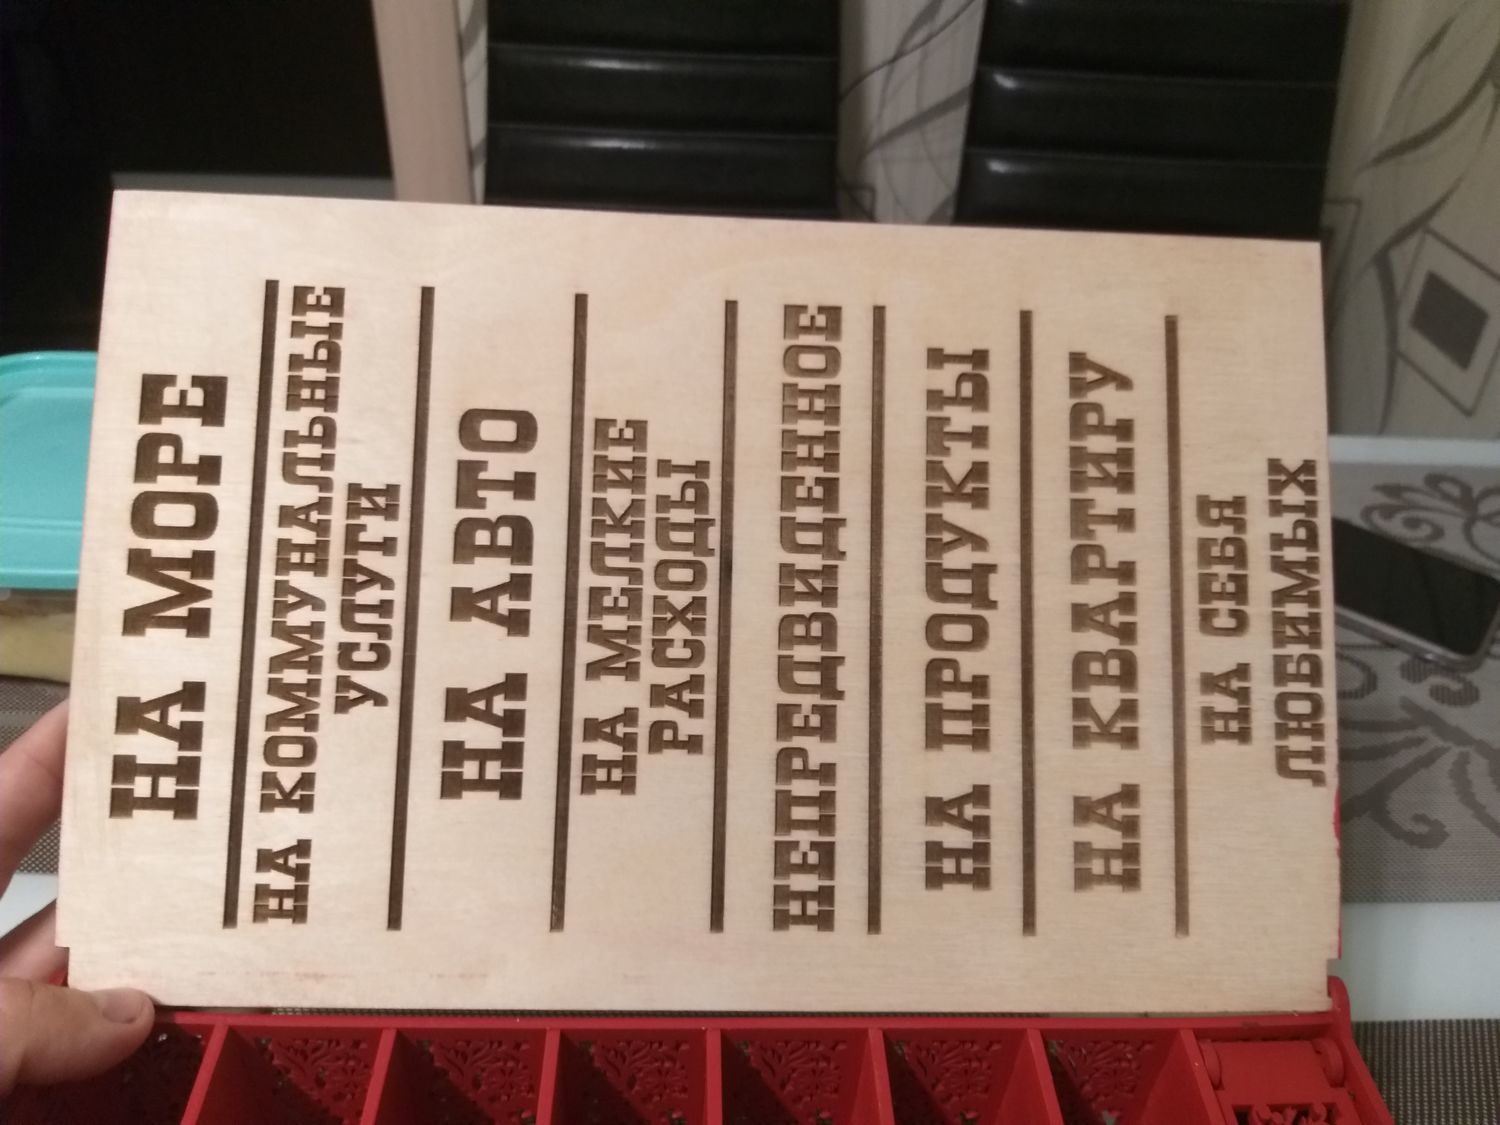 НА МОРЕ
НА КОММУНАЛЬНЫЕ
УСЛУГИ
НА АВТО
НА МЕЛКИЕ
РАСХОДЫ
НЕПРЕДВИДЕННОЕ
НА ПРОДУКТЫ
НА КВАРТИРУ
НА СЕБЯ
ЛЮБИМЫХ